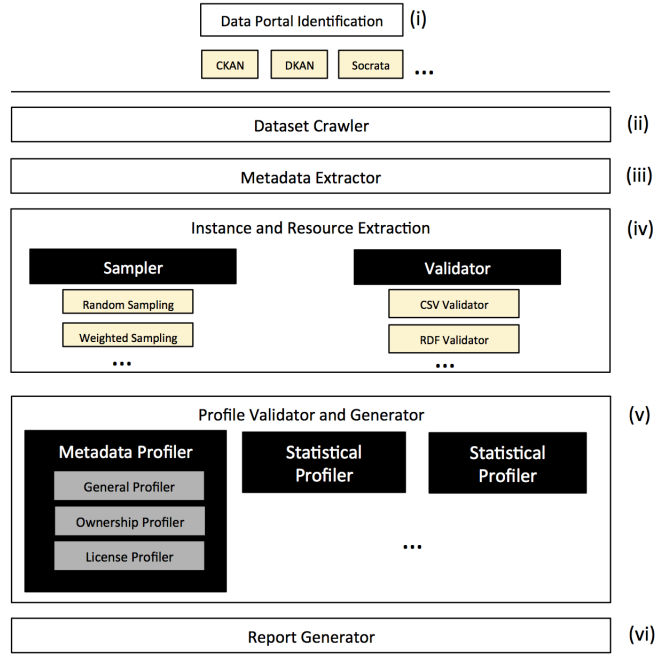 Data Portal Identification (i)
CKAN DKAN Socrata ...
Dataset Crawler (ii)
Metadata Extractor (iii)
Instance and Resource Extraction (iv)
Sampler Validator
Random Sampling CSV Validator
Weighted Sampling RDF Validator
... ...
Profile Validator and Generator (v)
Metadata Profiler
Statistical Profiler
Statistical Profiler
General Profiler
Ownership Profiler
License Profiler
...
Report Generator (vi)